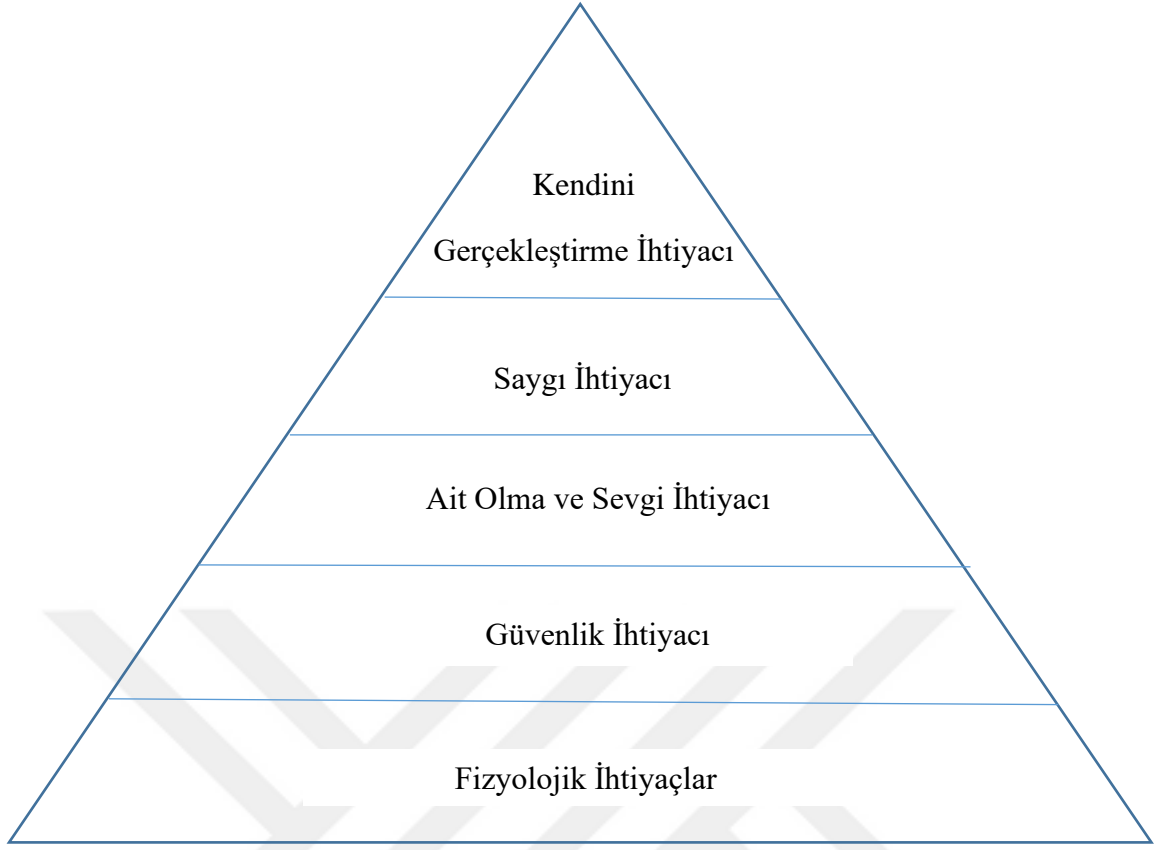 Kendini
Gerçekleştirme İhtiyacı
Saygı İhtiyacı
Ait Olma ve Sevgi İhtiyacı
Güvenlik İhtiyacı
Fizyolojik İhtiyaçlar